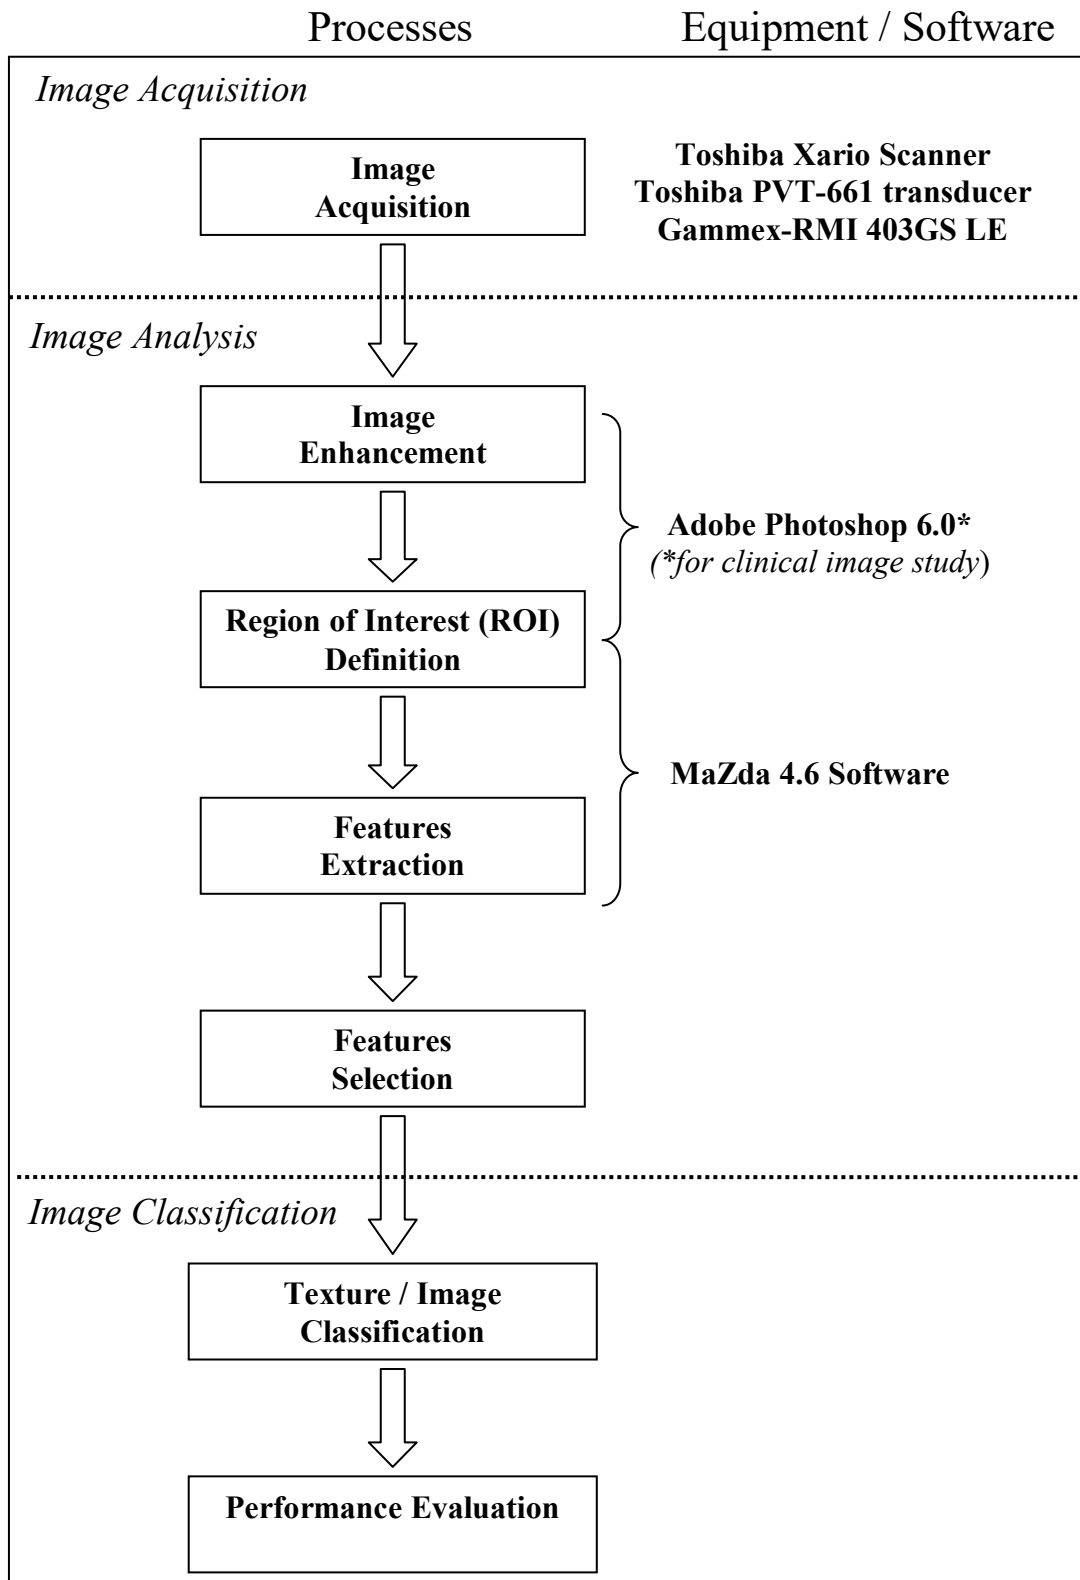 Processes
Equipment / Software
Image Acquisition
Image
Acquisition
Toshiba Xario Scanner
Toshiba PVT-661 transducer
Gammex-RMI 403GS LE
Image Analysis
Image
Enhancement
Adobe Photoshop 6.0*
(*for clinical image study)
Region of Interest (ROI)
Definition
MaZda 4.6 Software
Features
Extraction
Features
Selection
Image Classification
Texture / Image
Classification
Performance Evaluation